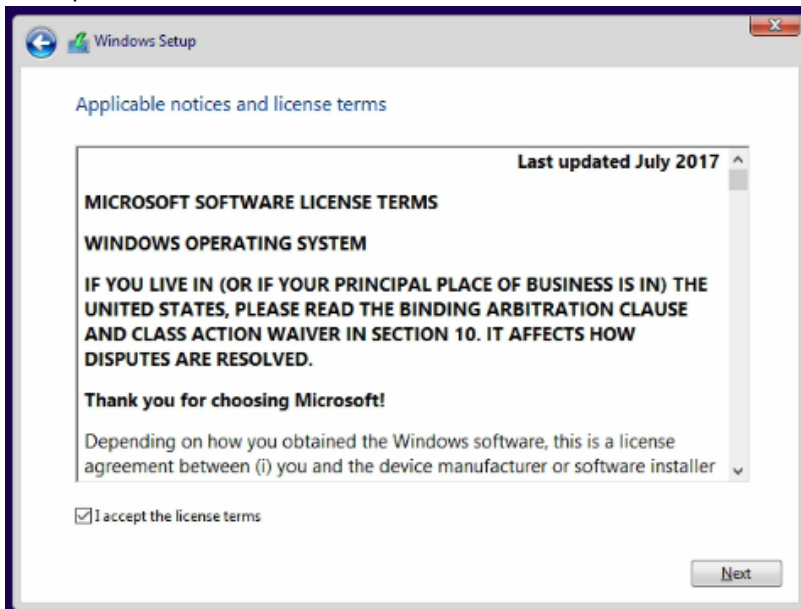 Windows Setup
Applicable notices and license terms
Last updated July 2017
MICROSOFT SOFTWARE LICENSE TERMS
WINDOWS OPERATING SYSTEM
IF YOU LIVE IN (OR IF YOUR PRINCIPAL PLACE OF BUSINESS IS IN) THE
UNITED STATES, PLEASE READ THE BINDING ARBITRATION CLAUSE
AND CLASS ACTION WAIVER IN SECTION 10. IT AFFECTS HOW
DISPUTES ARE RESOLVED.
Thank you for choosing Microsoft!
Depending on how you obtained the Windows software, this is a license
agreement between (i) you and the device manufacturer or software installer
I accept the license terms
Next